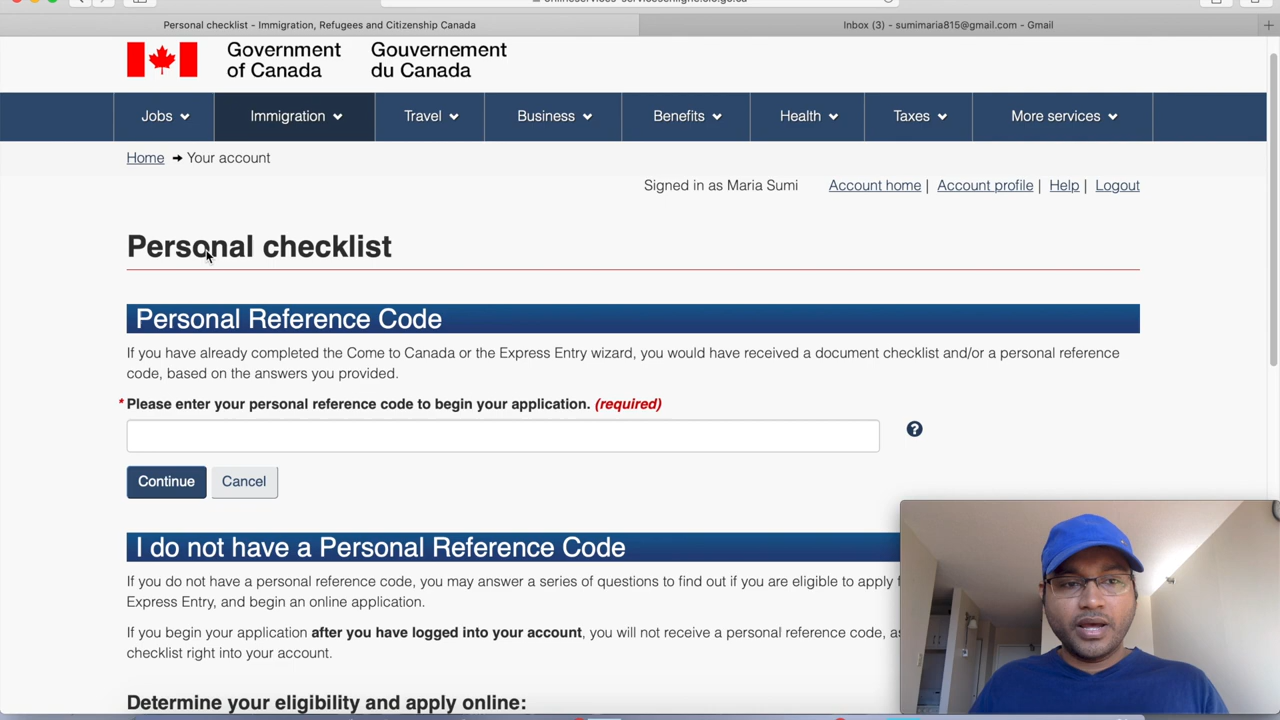 Personal checklist - Immigration, Refugees and Citizenship Canada
Inbox (3) - sumimaria815@gmail.com - Gmail
Government of Canada
Gouvernement du Canada
Jobs
Immigration
Travel
Business
Benefits
Health
Taxes
More services
Home → Your account
Signed in as Maria Sumi
Account home | Account profile | Help | Logout
Personal checklist
Personal Reference Code
If you have already completed the Come to Canada or the Express Entry wizard, you would have received a document checklist and/or a personal reference
code, based on the answers you provided.
* Please enter your personal reference code to begin your application. (required)
Continue
Cancel
I do not have a Personal Reference Code
If you do not have a personal reference code, you may answer a series of questions to find out if you are eligible to apply
Express Entry, and begin an online application.
If you begin your application after you have logged into your account, you will not receive a personal reference code,
checklist right into your account.
Determine your eligibility and apply online: